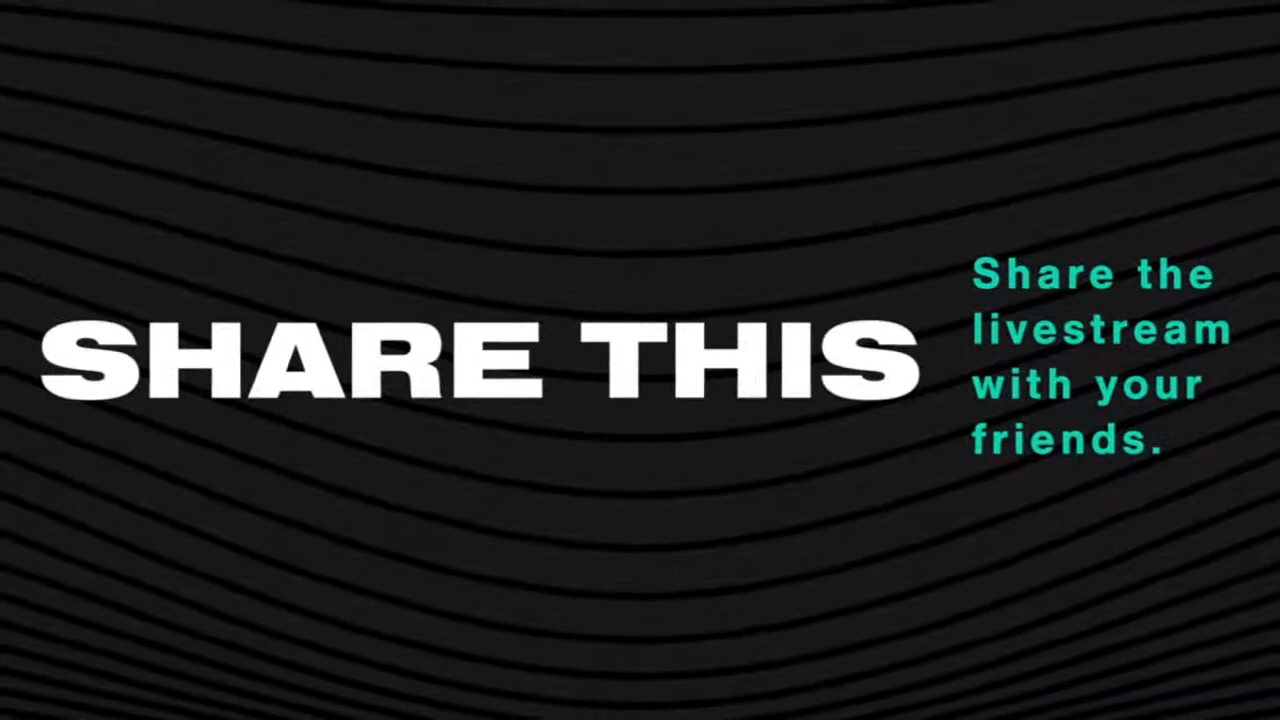 SHARE THIS
Share the
livestream
with your
friends.